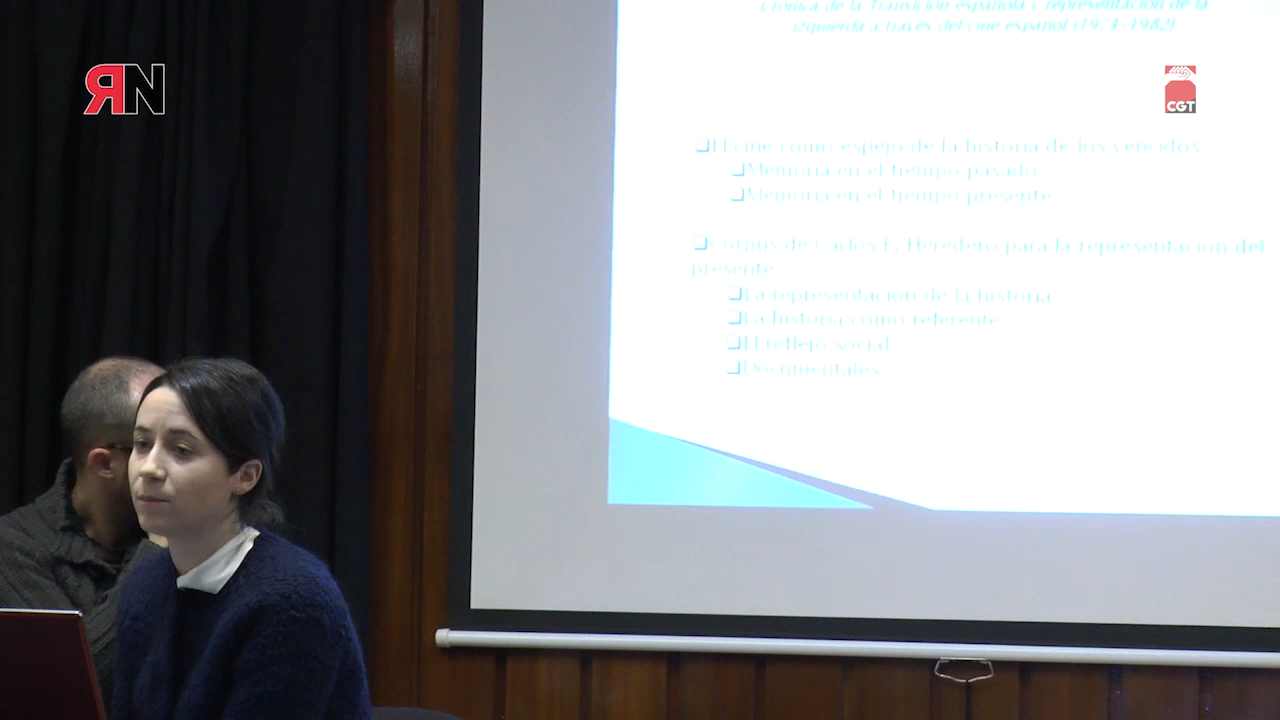 Crónica de la Transición española y representación de la
izquierda a través del cine español (1974-1982)
ЯN
CGT
El cine como espejo de la historia de los vencidos
Memoria en el tiempo pasado
Memoria en el tiempo presente
Corpus de Carlos F. Heredero para la representación del
presente
La representación de la historia
La historia como referente
El reflejo social
Documentales